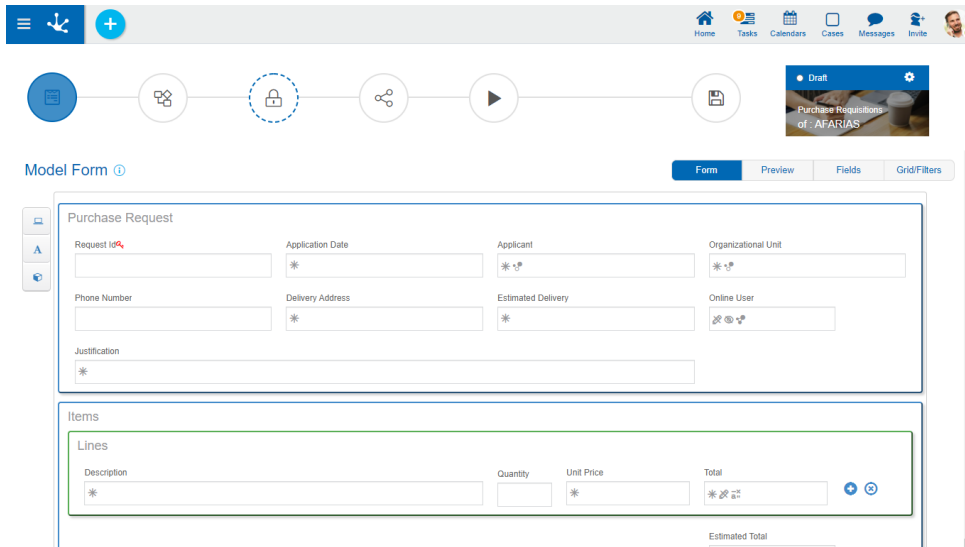 9
Home Tasks Calendars Cases Messages Invite
Draft
Purchase Requisitions
of : AFARIAS
Model Form
Form Preview Fields Grid/Filters
Purchase Request
Request Id Application Date Applicant Organizational Unit
Phone Number Delivery Address Estimated Delivery Online User
Justification
A
Items
Lines
Description Quantity Unit Price Total
Estimated Total